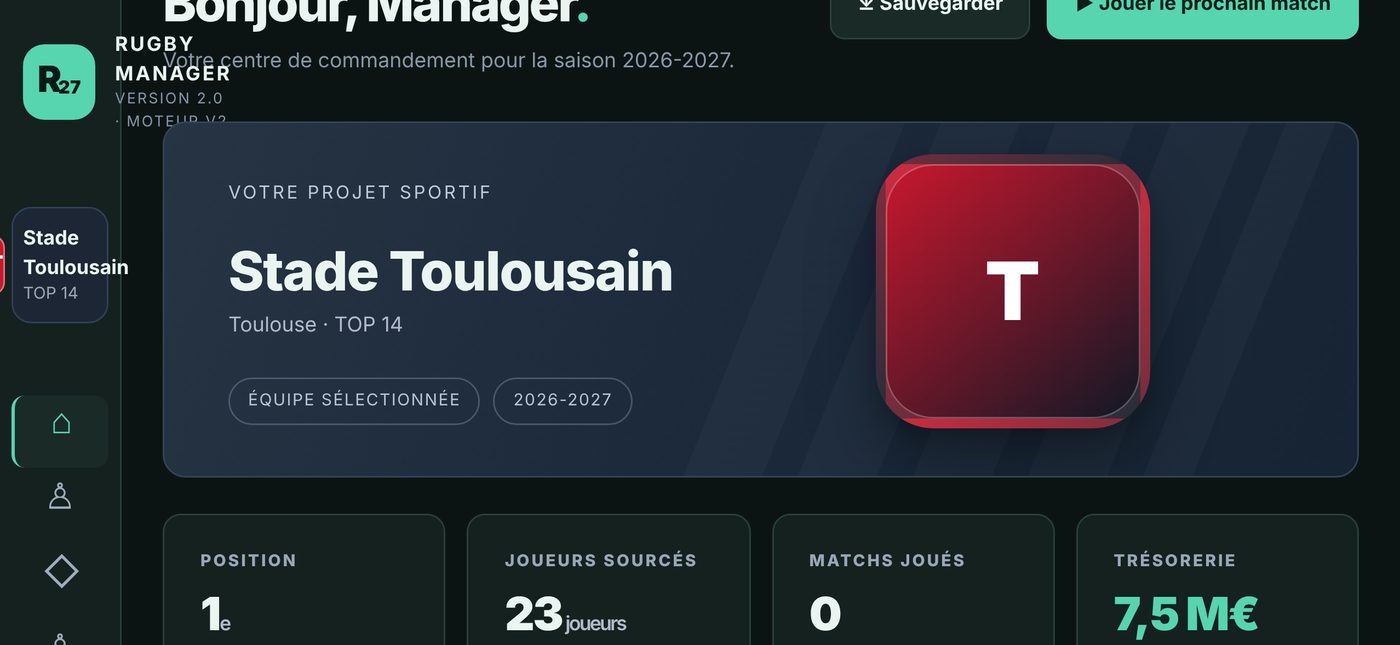 Bonjour, Manager.
Sauvegarder
Jouer le prochain match
RUGBY
MANAGER
R27
Votre centre de commandement pour la saison 2026-2027.
VERSION 2.0
· MOTEUR V2
VOTRE PROJET SPORTIF
Stade
Toulousain
TOP 14
Stade Toulousain
Toulouse · TOP 14
T
ÉQUIPE SÉLECTIONNÉE
2026-2027
POSITION
JOUEURS SOURCÉS
MATCHS JOUÉS
TRÉSORERIE
1e
23 joueurs
0
7,5 M€